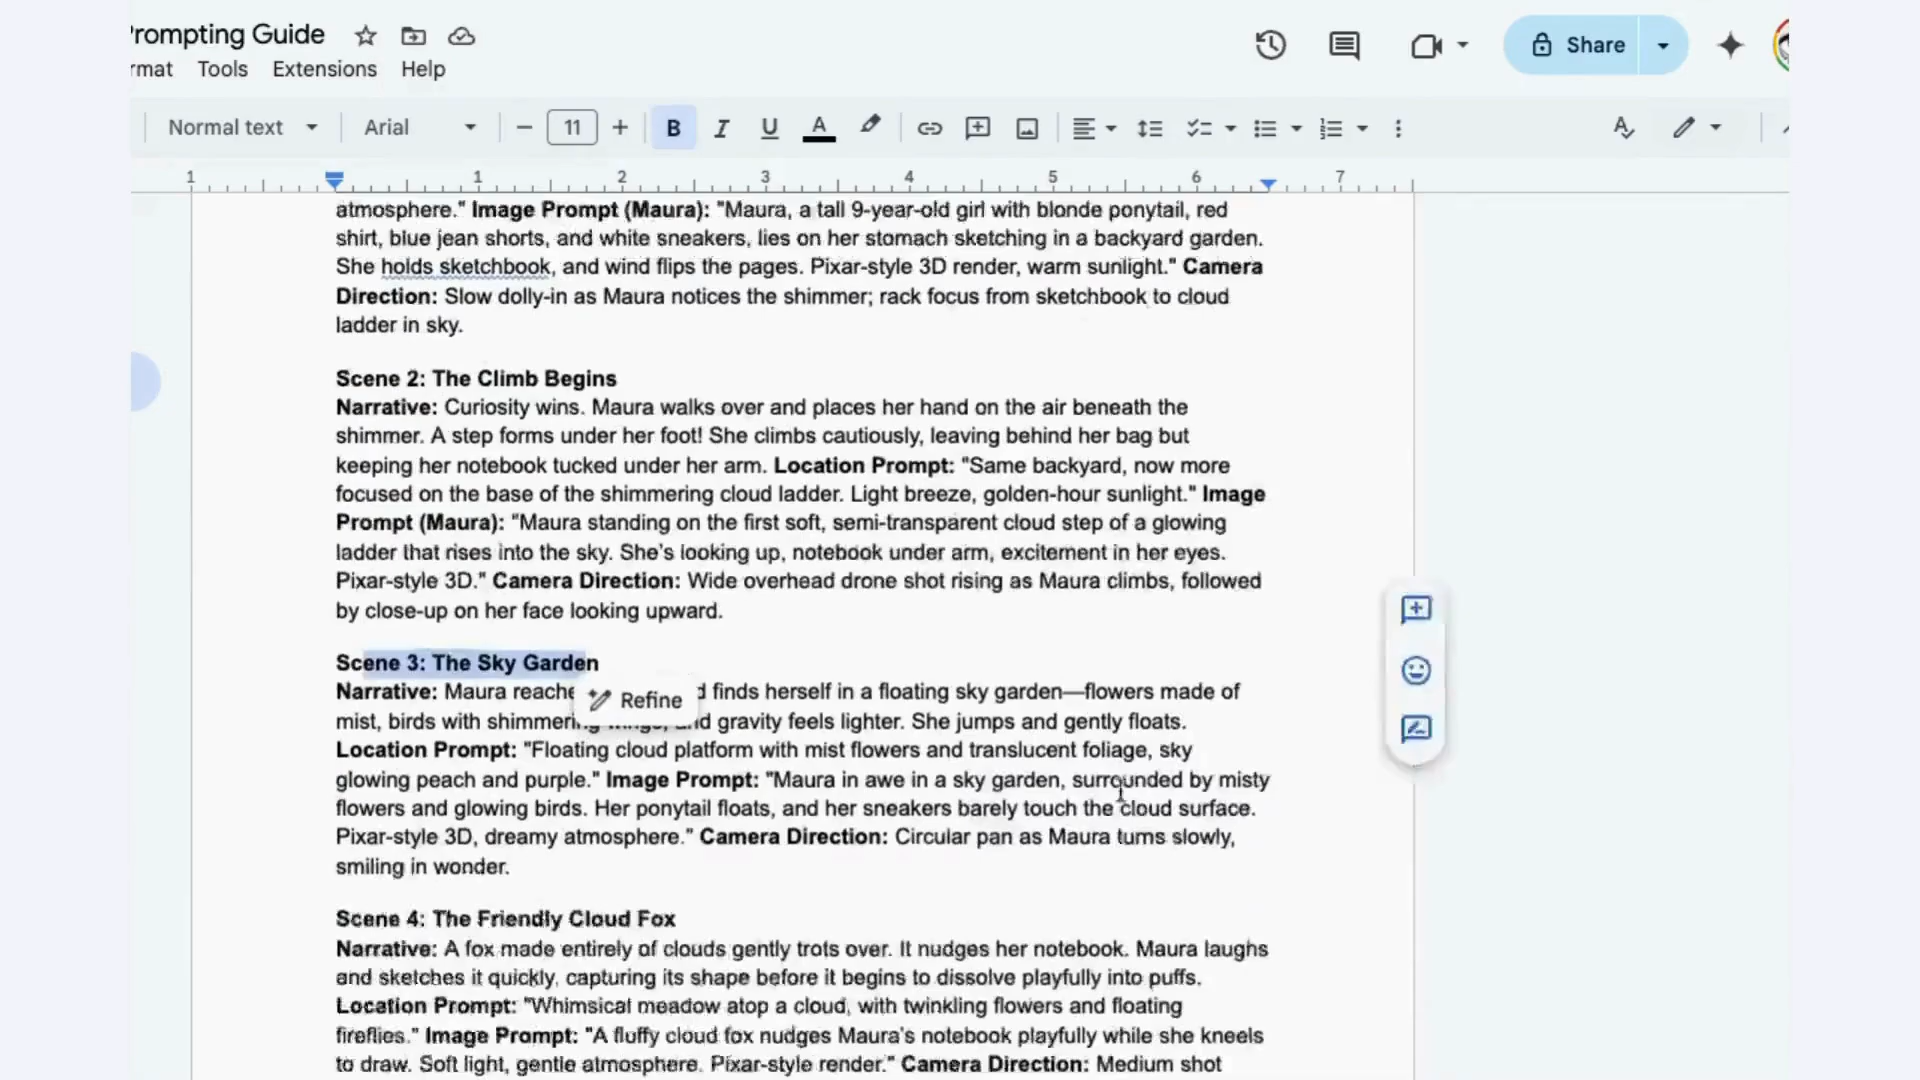 Prompting Guide
rmat Tools Extensions Help
Share
Normal text Arial 11 B I U A
1 1 2 3 4 5 6 7
atmosphere." Image Prompt (Maura): "Maura, a tall 9-year-old girl with blonde ponytail, red
shirt, blue jean shorts, and white sneakers, lies on her stomach sketching in a backyard garden.
She holds sketchbook, and wind flips the pages. Pixar-style 3D render, warm sunlight." Camera
Direction: Slow dolly-in as Maura notices the shimmer; rack focus from sketchbook to cloud
ladder in sky.
Scene 2: The Climb Begins
Narrative: Curiosity wins. Maura walks over and places her hand on the air beneath the
shimmer. A step forms under her foot! She climbs cautiously, leaving behind her bag but
keeping her notebook tucked under her arm. Location Prompt: "Same backyard, now more
focused on the base of the shimmering cloud ladder. Light breeze, golden-hour sunlight." Image
Prompt (Maura): "Maura standing on the first soft, semi-transparent cloud step of a glowing
ladder that rises into the sky. She's looking up, notebook under arm, excitement in her eyes.
Pixar-style 3D." Camera Direction: Wide overhead drone shot rising as Maura climbs, followed
by close-up on her face looking upward.
Scene 3: The Sky Garden
Narrative: Maura reache Refine d finds herself in a floating sky garden—flowers made of
mist, birds with shimmering and gravity feels lighter. She jumps and gently floats.
Location Prompt: "Floating cloud platform with mist flowers and translucent foliage, sky
glowing peach and purple." Image Prompt: "Maura in awe in a sky garden, surrounded by misty
flowers and glowing birds. Her ponytail floats, and her sneakers barely touch the cloud surface.
Pixar-style 3D, dreamy atmosphere." Camera Direction: Circular pan as Maura turns slowly,
smiling in wonder.
Scene 4: The Friendly Cloud Fox
Narrative: A fox made entirely of clouds gently trots over. It nudges her notebook. Maura laughs
and sketches it quickly, capturing its shape before it begins to dissolve playfully into puffs.
Location Prompt: "Whimsical meadow atop a cloud, with twinkling flowers and floating
fireflies." Image Prompt: "A fluffy cloud fox nudges Maura's notebook playfully while she kneels
to draw. Soft light, gentle atmosphere. Pixar-style render." Camera Direction: Medium shot